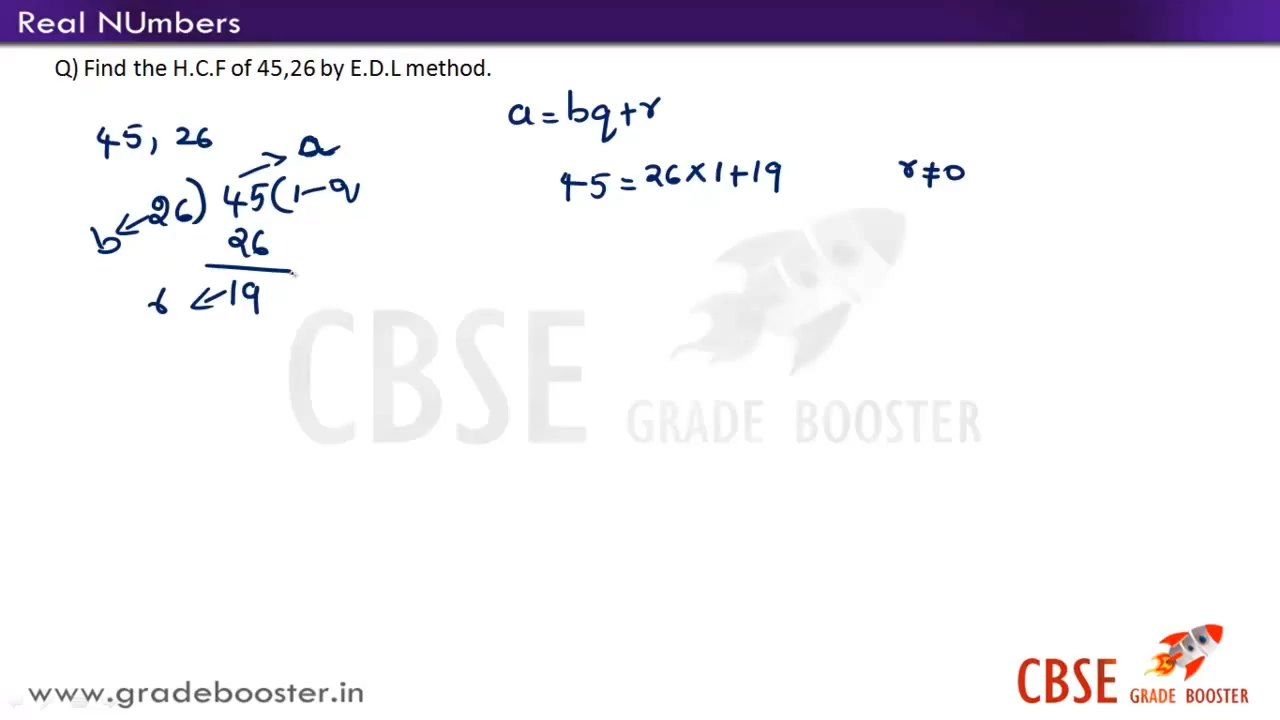 Real NUmbers
Q) Find the H.C.F of 45,26 by E.D.L method.
a = bq + r
45, 26
a
45 = 26 × 1 + 19
r ≠ 0
26) 45 (1 - q
b
26
r
19
CBSE
GRADE BOOSTER
www.gradebooster.in
CBSE GRADE BOOSTER